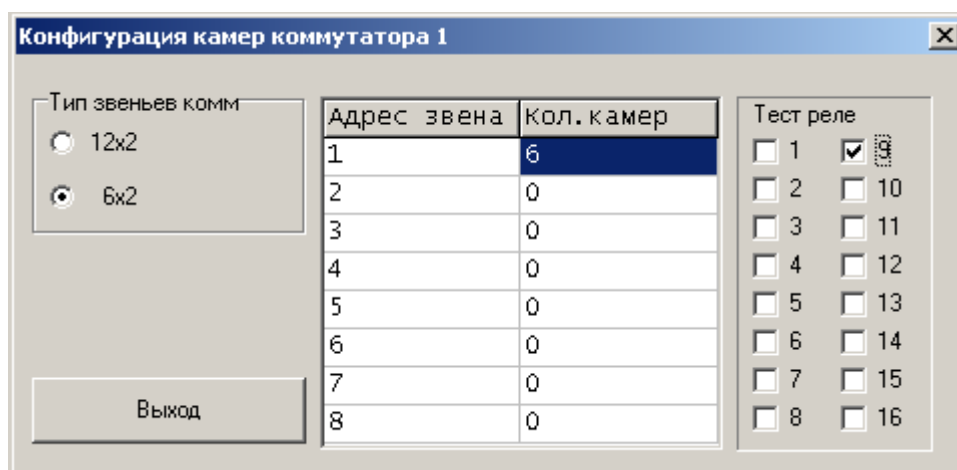 Конфигурация камер коммутатора 1
Тип звеньев комм
12x2
6x2
Выход
Адрес звена Кол.камер
1 6
2 0
3 0
4 0
5 0
6 0
7 0
8 0
Тест реле
1 9
2 10
3 11
4 12
5 13
6 14
7 15
8 16